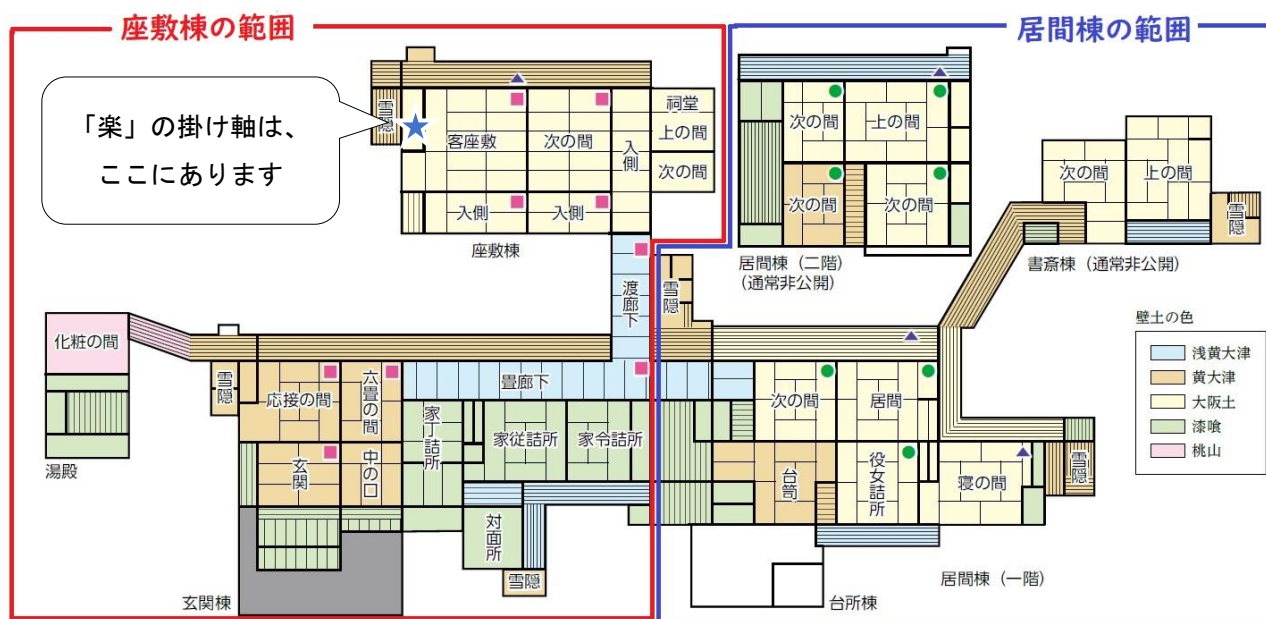 座敷棟の範囲
居間棟の範囲
「楽」の掛け軸は、
ここにあります
雪隠
客座敷
次の間
入側
祠堂
上の間
次の間
入側
入側
座敷棟
渡廊下
雪隠
次の間
上の間
次の間
次の間
居間棟（二階）
（通常非公開）
次の間
上の間
雪隠
書斎棟（通常非公開）
化粧の間
湯殿
雪隠
応接の間
六畳の間
畳廊下
玄関
中の口
家丁詰所
家従詰所
家令詰所
対面所
雪隠
玄関棟
次の間
居間
台笥
役女詰所
寝の間
雪隠
居間棟（一階）
台所棟
壁土の色
浅黄大津
黄大津
大阪土
漆喰
桃山